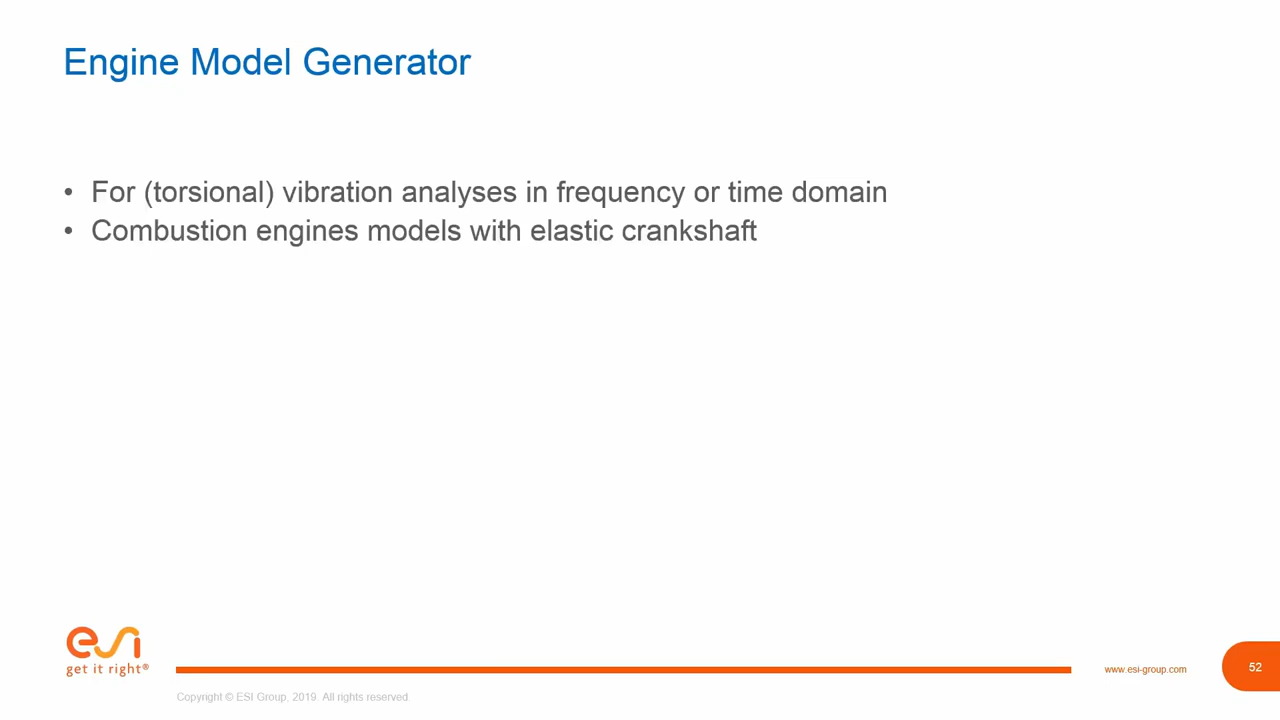 Engine Model Generator
• For (torsional) vibration analyses in frequency or time domain
• Combustion engines models with elastic crankshaft
esi
get it right®
www.esi-group.com
52
Copyright © ESI Group, 2019. All rights reserved.